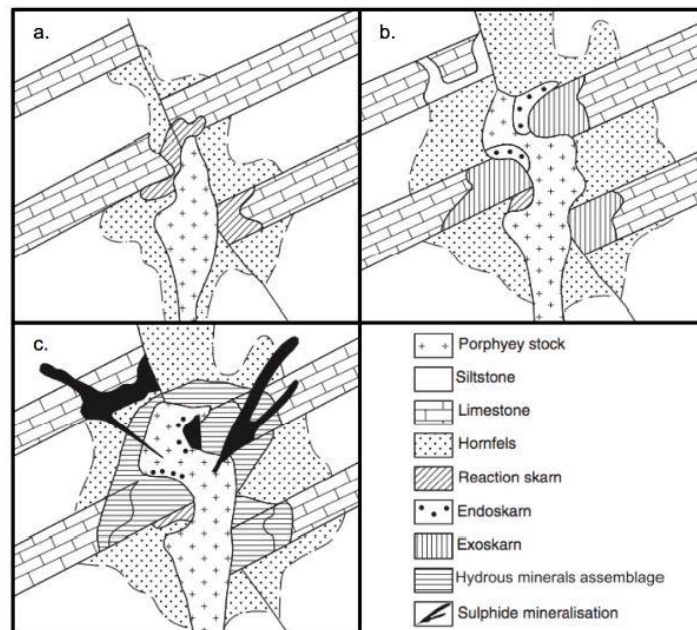 a.
b.
c.
Porphyey stock
Siltstone
Limestone
Hornfels
Reaction skarn
Endoskarn
Exoskarn
Hydrous minerals assemblage
Sulphide mineralisation